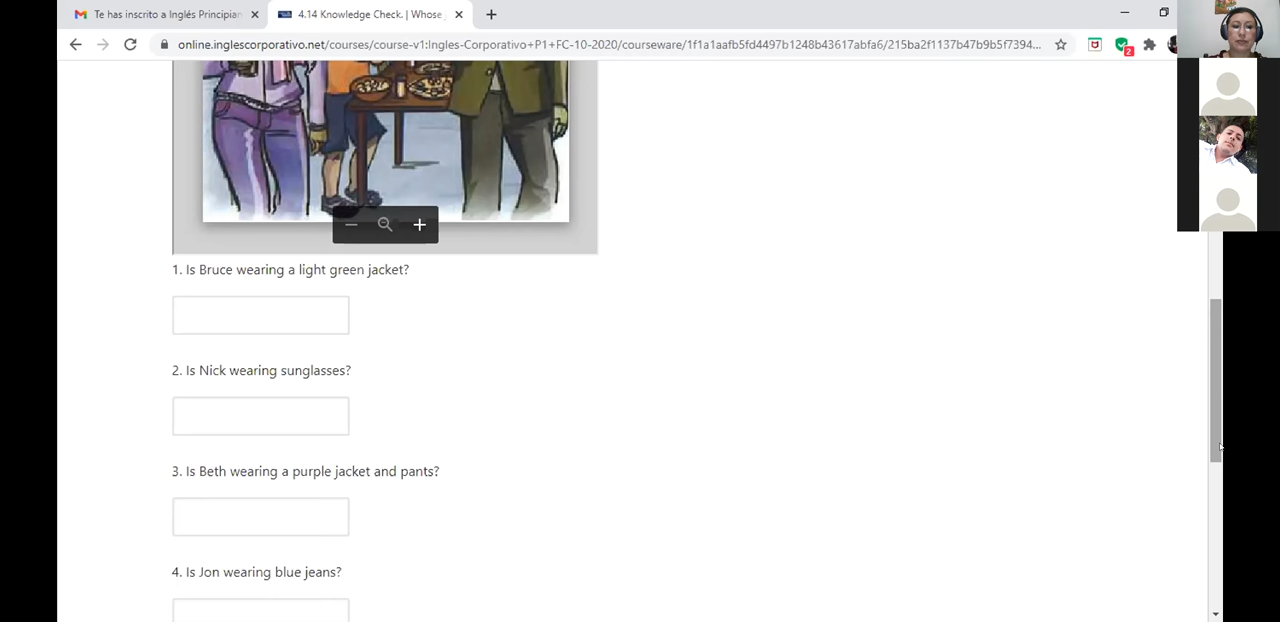 Te has inscrito a Inglés Principian
4.14 Knowledge Check. | Whose
online.inglescorporativo.net/courses/course-v1:Ingles-Corporativo+P1+FC-10-2020/courseware/1f1a1aafb5fd4497b1248b43617abfa6/215ba2f1137b47b9b5f7394...
2
1. Is Bruce wearing a light green jacket?
2. Is Nick wearing sunglasses?
3. Is Beth wearing a purple jacket and pants?
4. Is Jon wearing blue jeans?